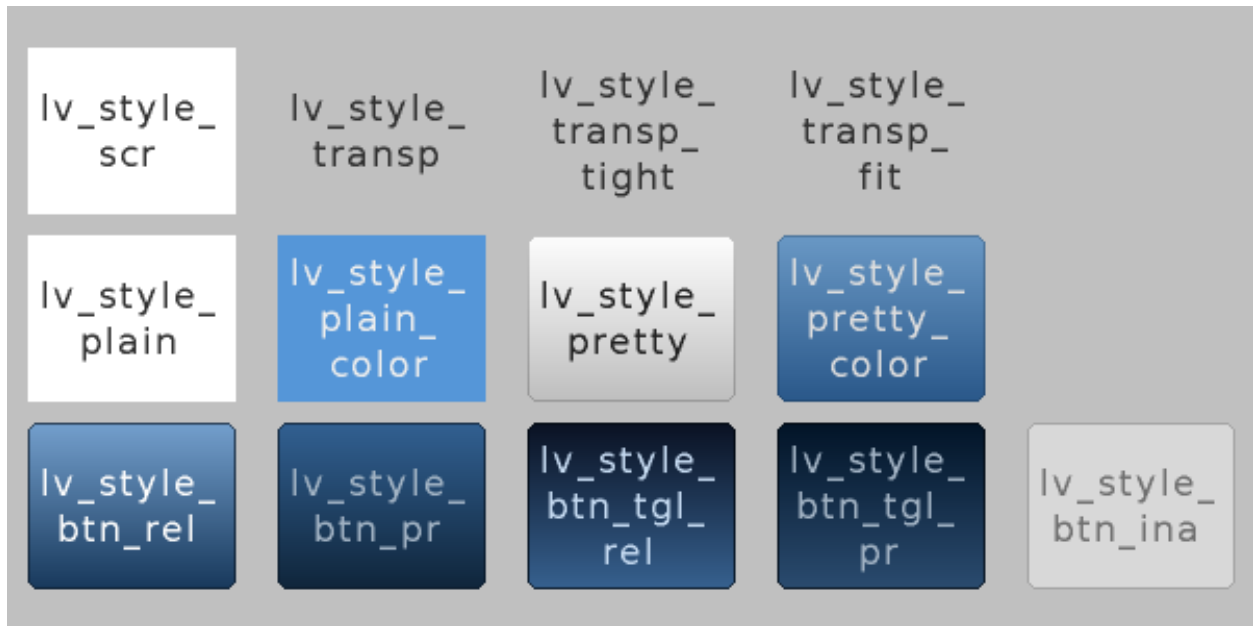 lv_style_
scr
lv_style_
transp
lv_style_
transp_
tight
lv_style_
transp_
fit
lv_style_
plain
lv_style_
plain_
color
lv_style_
pretty
lv_style_
pretty_
color
lv_style_
btn_rel
lv_style_
btn_pr
lv_style_
btn_tgl_
rel
lv_style_
btn_tgl_
pr
lv_style_
btn_ina